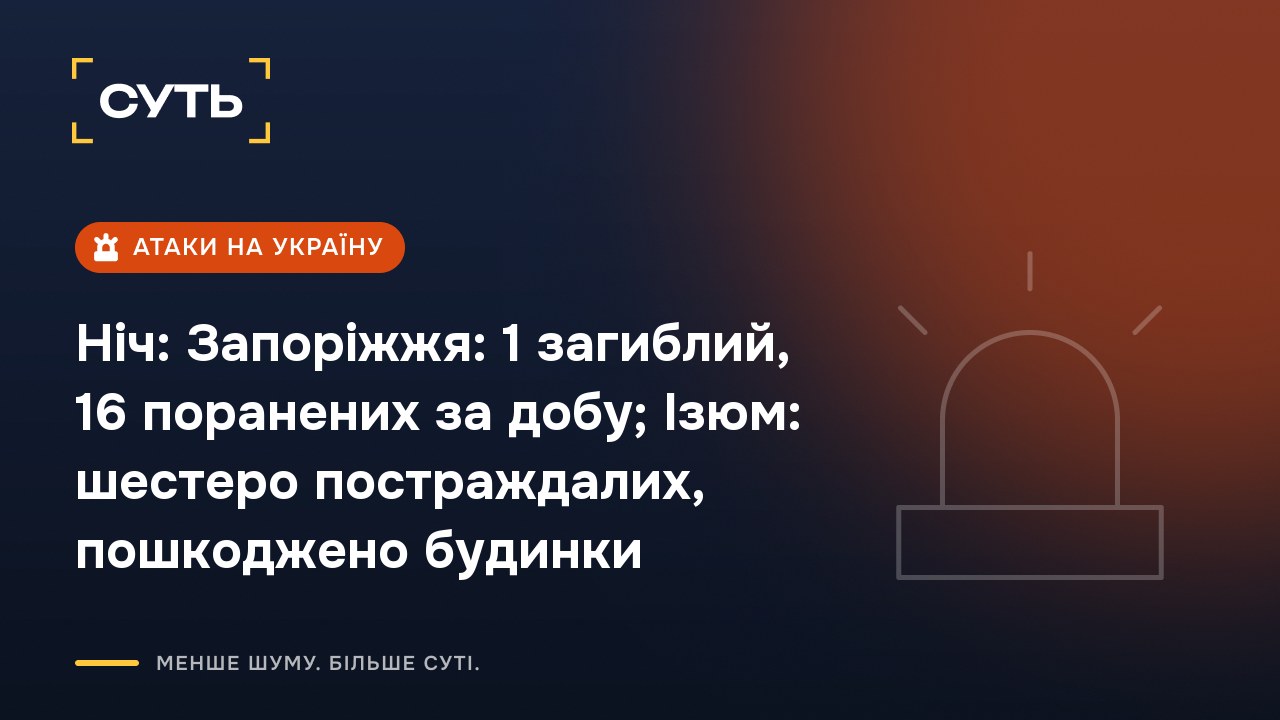 СУТЬ
АТАКИ НА УКРАЇНУ
Ніч: Запоріжжя: 1 загиблий,
16 поранених за добу; Ізюм:
шестеро постраждалих,
пошкоджено будинки
МЕНШЕ ШУМУ. БІЛЬШЕ СУТІ.